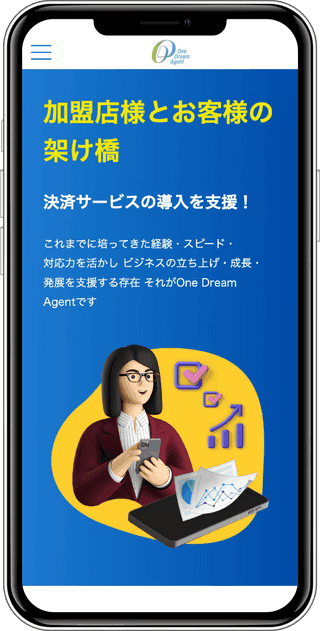 One
Dream
Agent
加盟店様とお客様の
架け橋
決済サービスの導入を支援！
これまでに培ってきた経験・スピード・
対応力を活かし ビジネスの立ち上げ・成長・
発展を支援する存在 それがOne Dream
Agentです